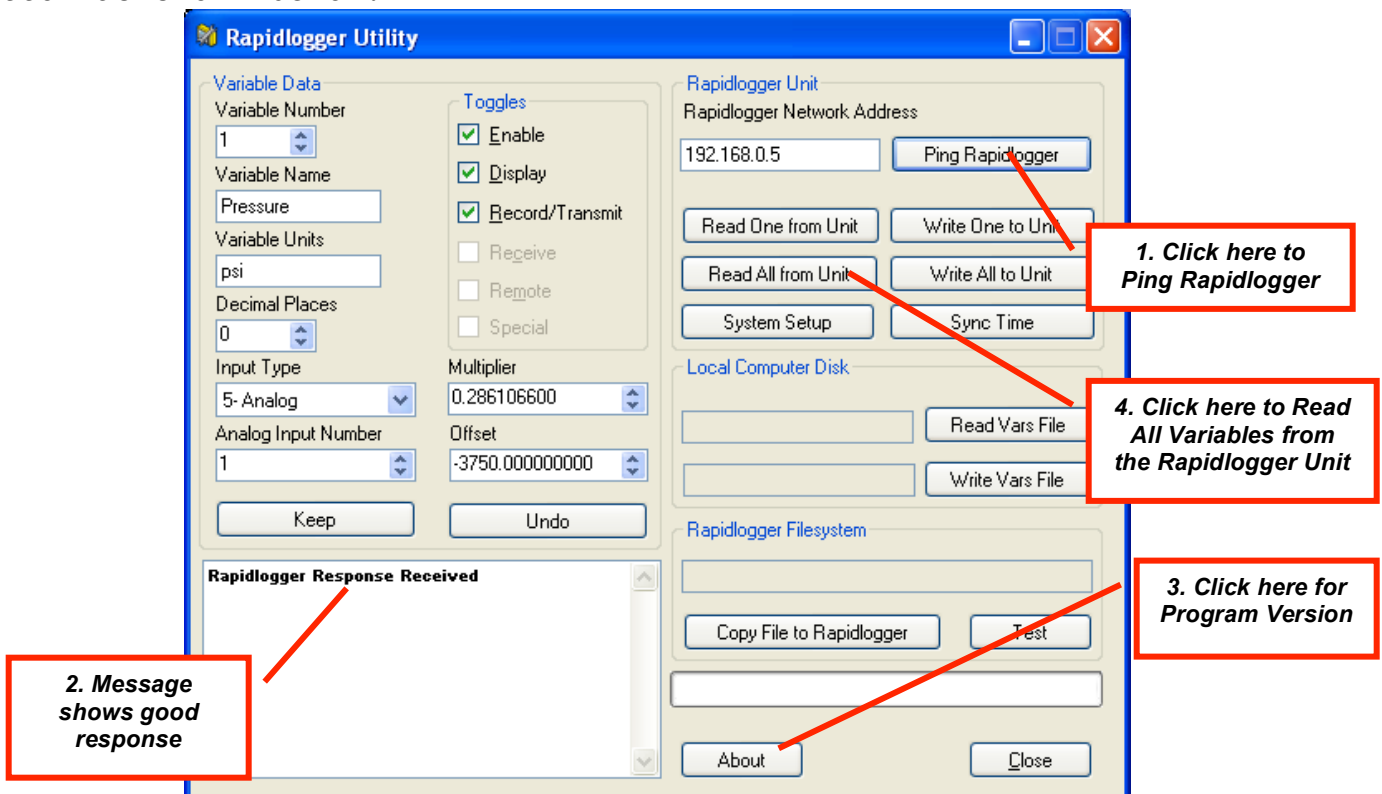 Rapidlogger Utility
Variable Data
Variable Number
1
Variable Name
Pressure
Variable Units
psi
Decimal Places
0
Input Type
5- Analog
Analog Input Number
1
Keep
Toggles
Enable
Display
Record/Transmit
Receive
Remote
Special
Multiplier
0.286106600
Offset
-3750.000000000
Undo
Rapidlogger Response Received
Rapidlogger Unit
Rapidlogger Network Address
192.168.0.5
Ping Rapidlogger
Read One from Unit
Write One to Unit
Read All from Unit
Write All to Unit
System Setup
Sync Time
Local Computer Disk
Read Vars File
Write Vars File
Rapidlogger Filesystem
Copy File to Rapidlogger
Test
About
Close
1. Click here to
Ping Rapidlogger
4. Click here to Read
All Variables from
the Rapidlogger Unit
3. Click here for
Program Version
2. Message
shows good
response